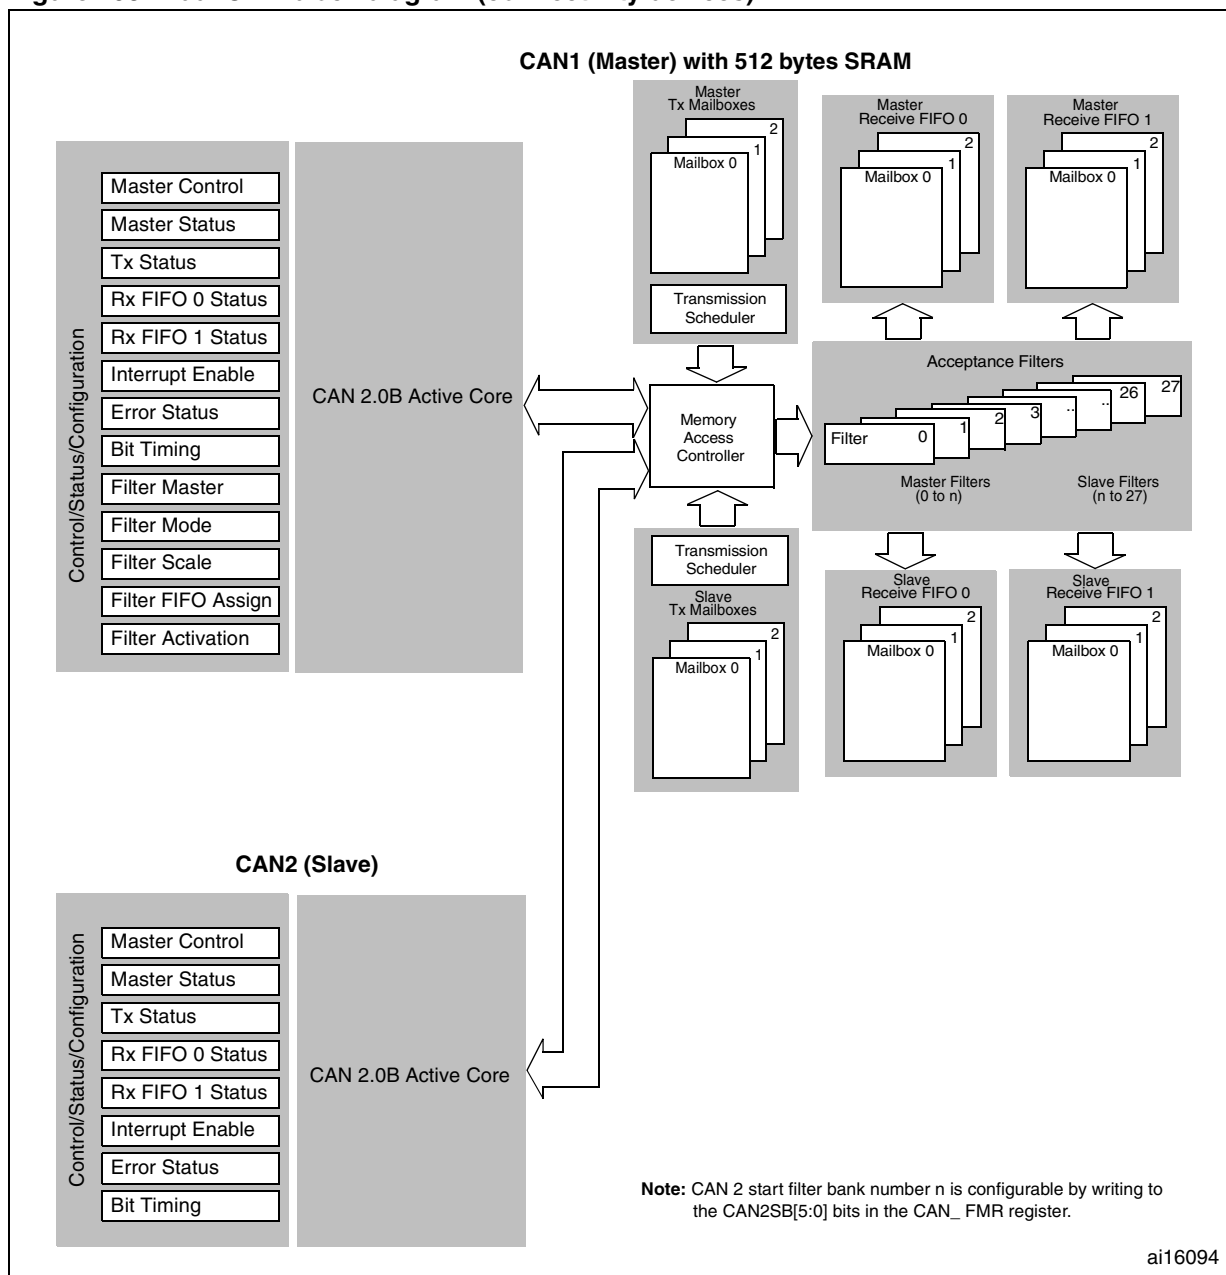 CAN1 (Master) with 512 bytes SRAM
Control/Status/Configuration
Master Control
Master Status
Tx Status
Rx FIFO 0 Status
Rx FIFO 1 Status
Interrupt Enable
Error Status
Bit Timing
Filter Master
Filter Mode
Filter Scale
Filter FIFO Assign
Filter Activation
CAN 2.0B Active Core
Master
Tx Mailboxes
2
1
Mailbox 0
Transmission
Scheduler
Master
Receive FIFO 0
2
1
Mailbox 0
Master
Receive FIFO 1
2
1
Mailbox 0
Memory
Access
Controller
Acceptance Filters
Filter 0 1 2 3 .. .. 26 27
Master Filters
(0 to n)
Slave Filters
(n to 27)
Transmission
Scheduler
Slave
Tx Mailboxes
2
1
Mailbox 0
Slave
Receive FIFO 0
2
1
Mailbox 0
Slave
Receive FIFO 1
2
1
Mailbox 0
CAN2 (Slave)
Control/Status/Configuration
Master Control
Master Status
Tx Status
Rx FIFO 0 Status
Rx FIFO 1 Status
Interrupt Enable
Error Status
Bit Timing
CAN 2.0B Active Core
Note: CAN 2 start filter bank number n is configurable by writing to
the CAN2SB[5:0] bits in the CAN_ FMR register.
ai16094